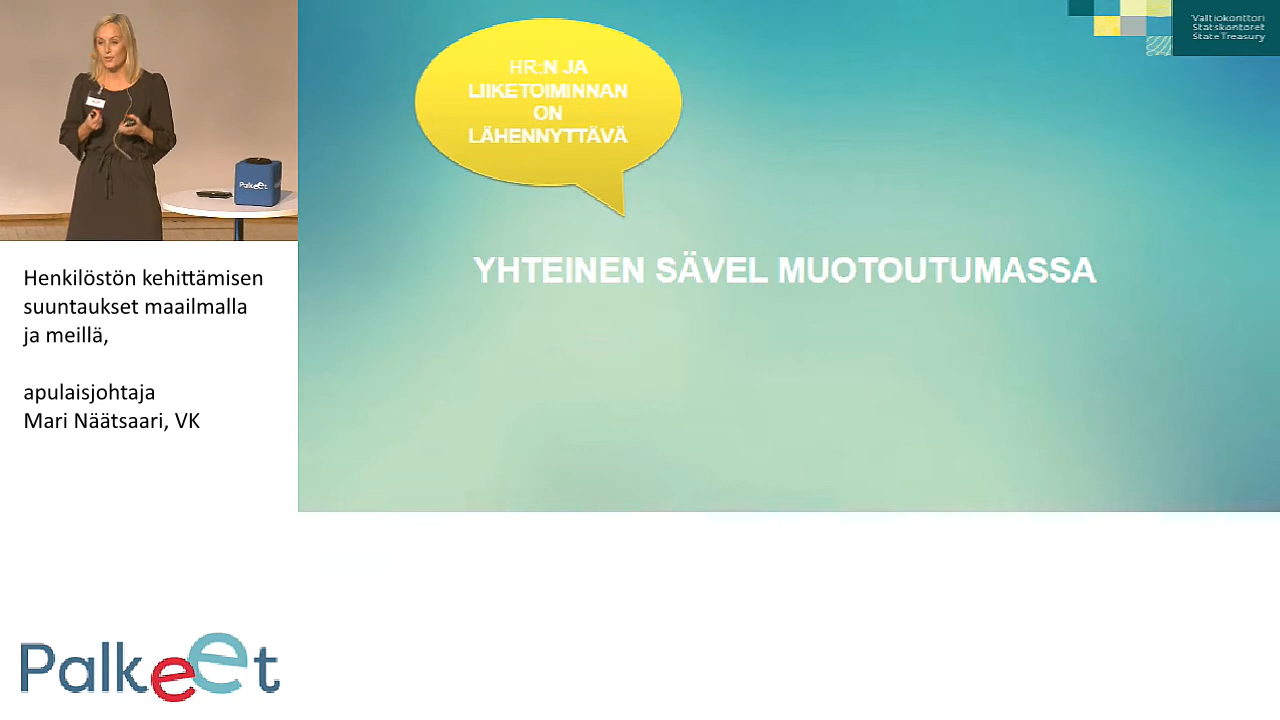 Palkeet
Henkilöstön kehittämisen
suuntaukset maailmalla
ja meillä,
apulaisjohtaja
Mari Näätsaari, VK
HR:N JA
LIIKETOIMINNAN
ON
LÄHENNYTTÄVÄ
YHTEINEN SÄVEL MUOTOUTUMASSA
Valtiokonttori
Statskontoret
State Treasury
Palkeet